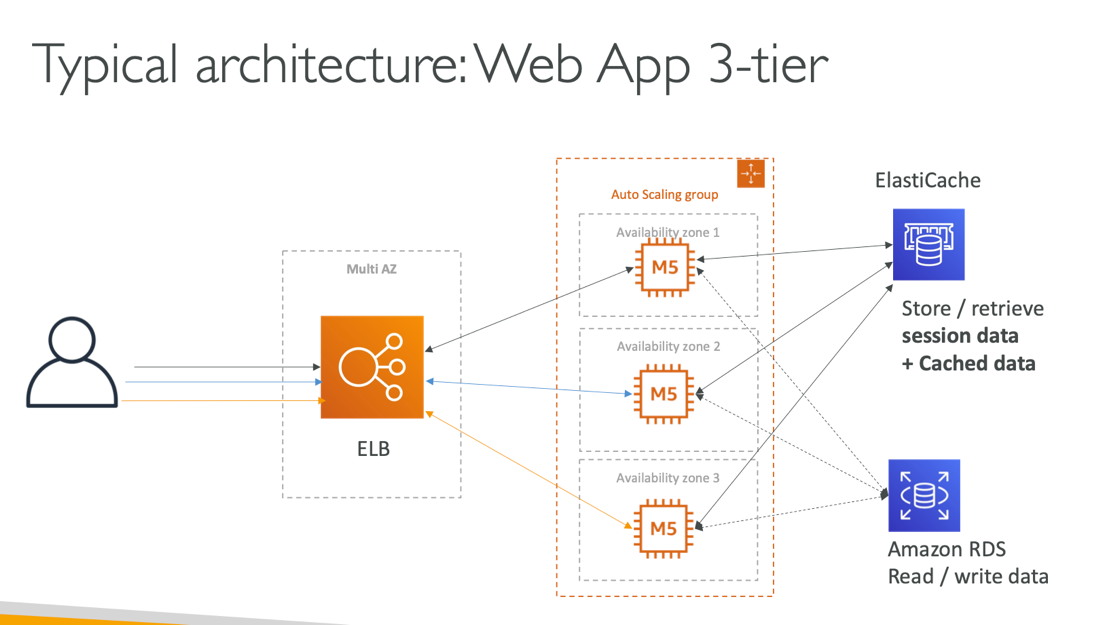 Typical architecture: Web App 3-tier
Multi AZ
ELB
Auto Scaling group
Availability zone 1
M5
Availability zone 2
M5
Availability zone 3
M5
ElastiCache
Store / retrieve
session data
+ Cached data
Amazon RDS
Read / write data